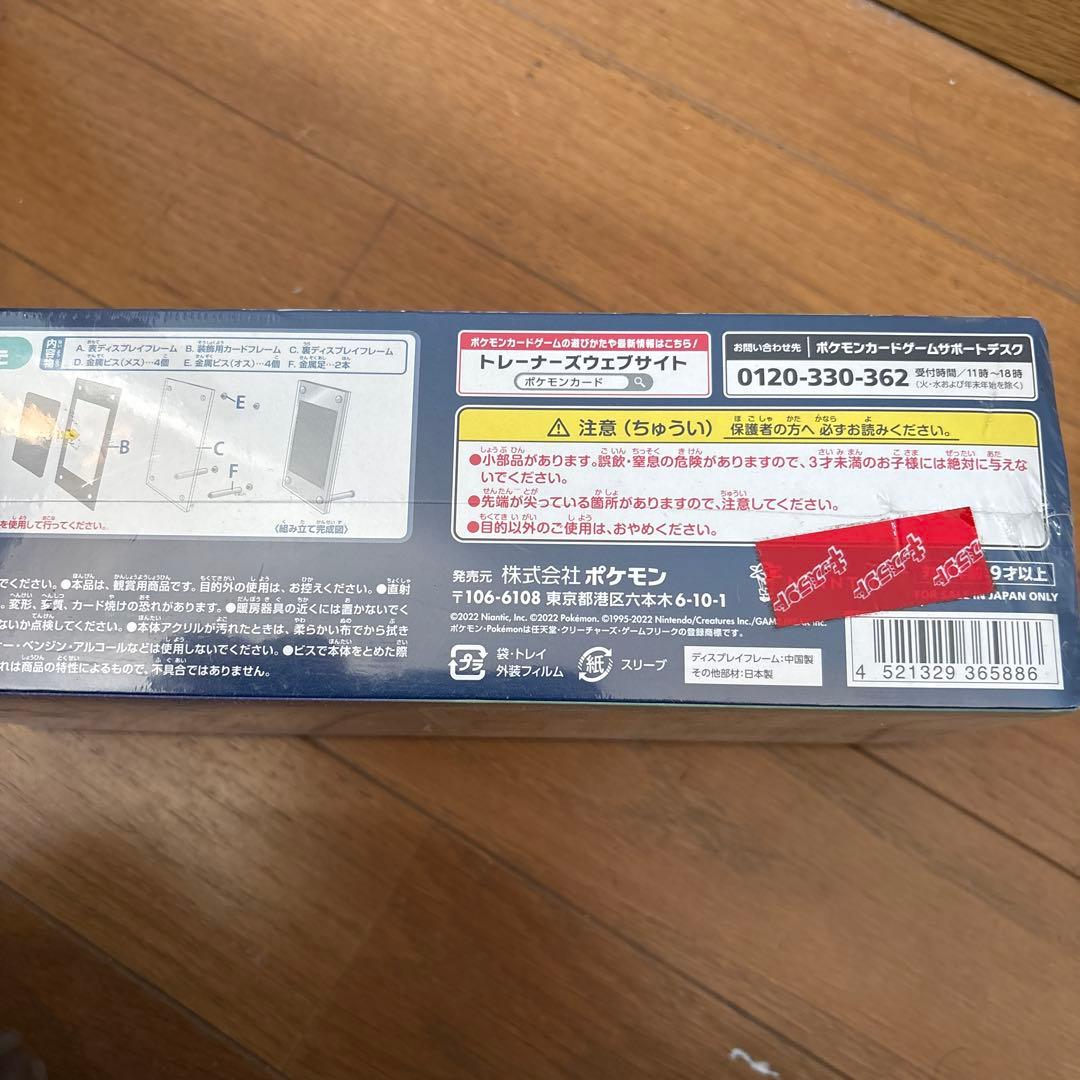 モ
内容物
A. 表ディスプレイフレーム B. 装飾用カードフレーム C. 裏ディスプレイフレーム
D. 金属ビス(メス)…4個 E. 金属ビス(オス)…4個 F. 金属足…2本
E
B
C
F
〈組み立て完成図〉
を使用して行ってください。
ポケモンカードゲームの遊びかたや最新情報はこちら!
トレーナーズウェブサイト
ポケモンカード
お問い合わせ先 ポケモンカードゲームサポートデスク
0120-330-362 受付時間/11時~18時
(火・水および年末年始を除く)
注意(ちゅうい) 保護者の方へ 必ずお読みください。
●小部品があります。誤飲・窒息の危険がありますので、3才未満のお子様には絶対に与えな
いでください。
●先端が尖っている箇所がありますので、注意してください。
●目的以外のご使用は、おやめください。
でください。●本品は、観賞用商品です。目的外の使用は、お控えください。●直射
変形、変質、カード焼けの恐れがあります。●暖房器具の近くには置かないでく
ないか点検してください。●本体アクリルが汚れたときは、柔らかい布でから拭き
ー・ベンジン・アルコールなどは使用しないでください。●ビスで本体をとめた際
れは商品の特性によるもので、不具合ではありません。
発売元 株式会社 ポケモン
〒106-6108 東京都港区六本木6-10-1
©2022 Niantic, Inc. ©2022 Pokémon. ©1995-2022 Nintendo/Creatures Inc./GAME FREAK inc.
ポケモン・Pokémonは任天堂・クリーチャーズ・ゲームフリークの登録商標です。
9才以上
FOR SALE IN JAPAN ONLY
プラ
袋・トレイ
外装フィルム
紙
スリーブ
ディスプレイフレーム:中国製
その他部材:日本製
4 521329 365886